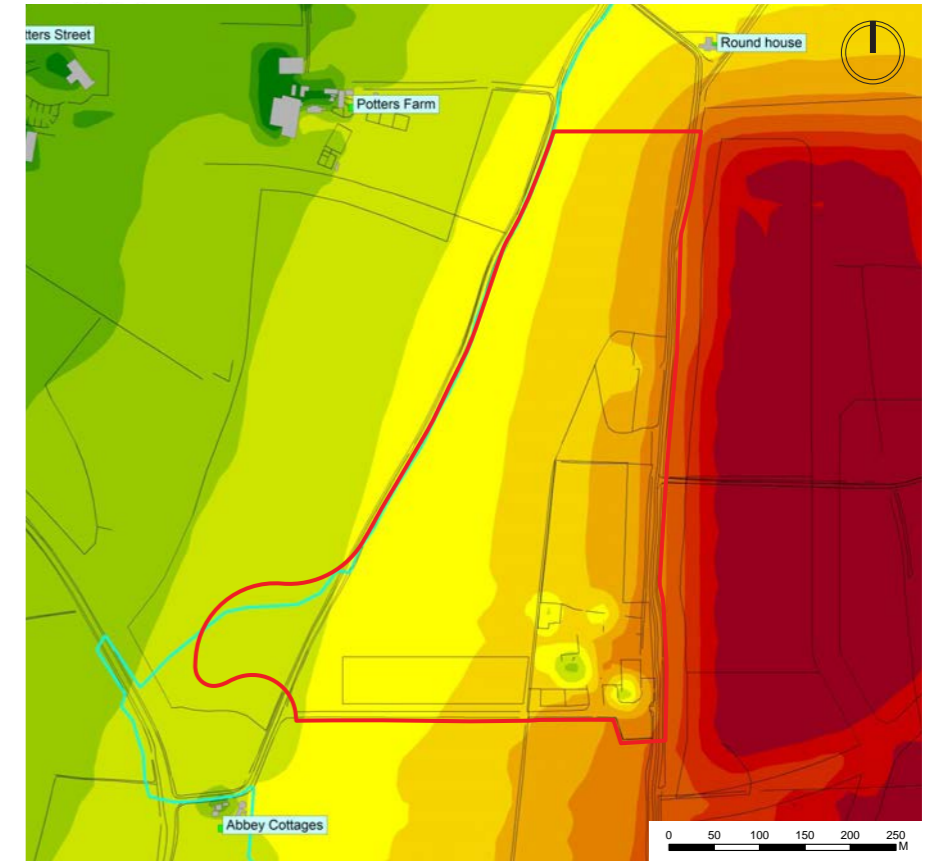 tters Street
Round house
Potters Farm
Abbey Cottages
0 50 100 150 200 250
M